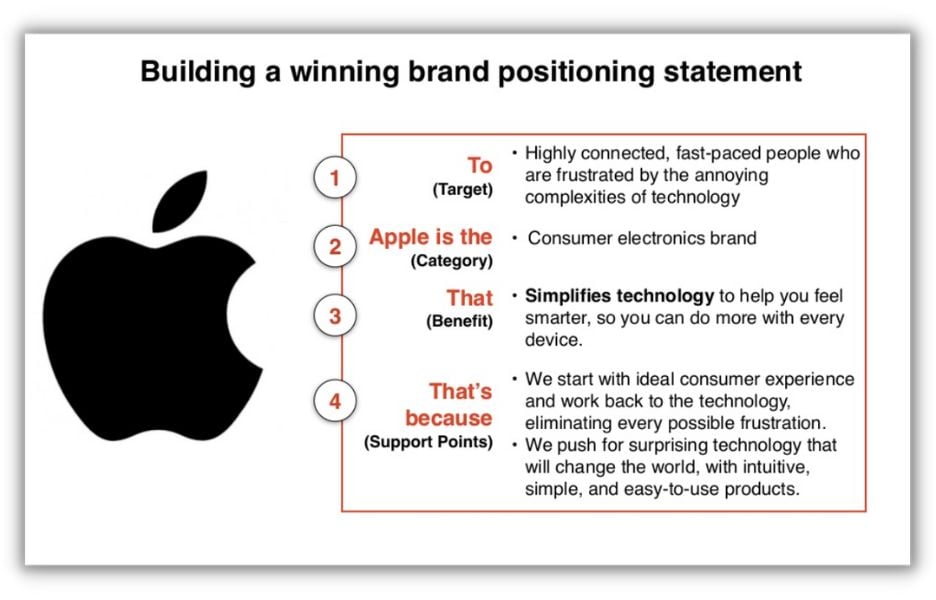 Building a winning brand positioning statement
1
To
(Target)
• Highly connected, fast-paced people who
are frustrated by the annoying
complexities of technology
2
Apple is the
(Category)
• Consumer electronics brand
3
That
(Benefit)
• Simplifies technology to help you feel
smarter, so you can do more with every
device.
4
That's
because
(Support Points)
• We start with ideal consumer experience
and work back to the technology,
eliminating every possible frustration.
• We push for surprising technology that
will change the world, with intuitive,
simple, and easy-to-use products.